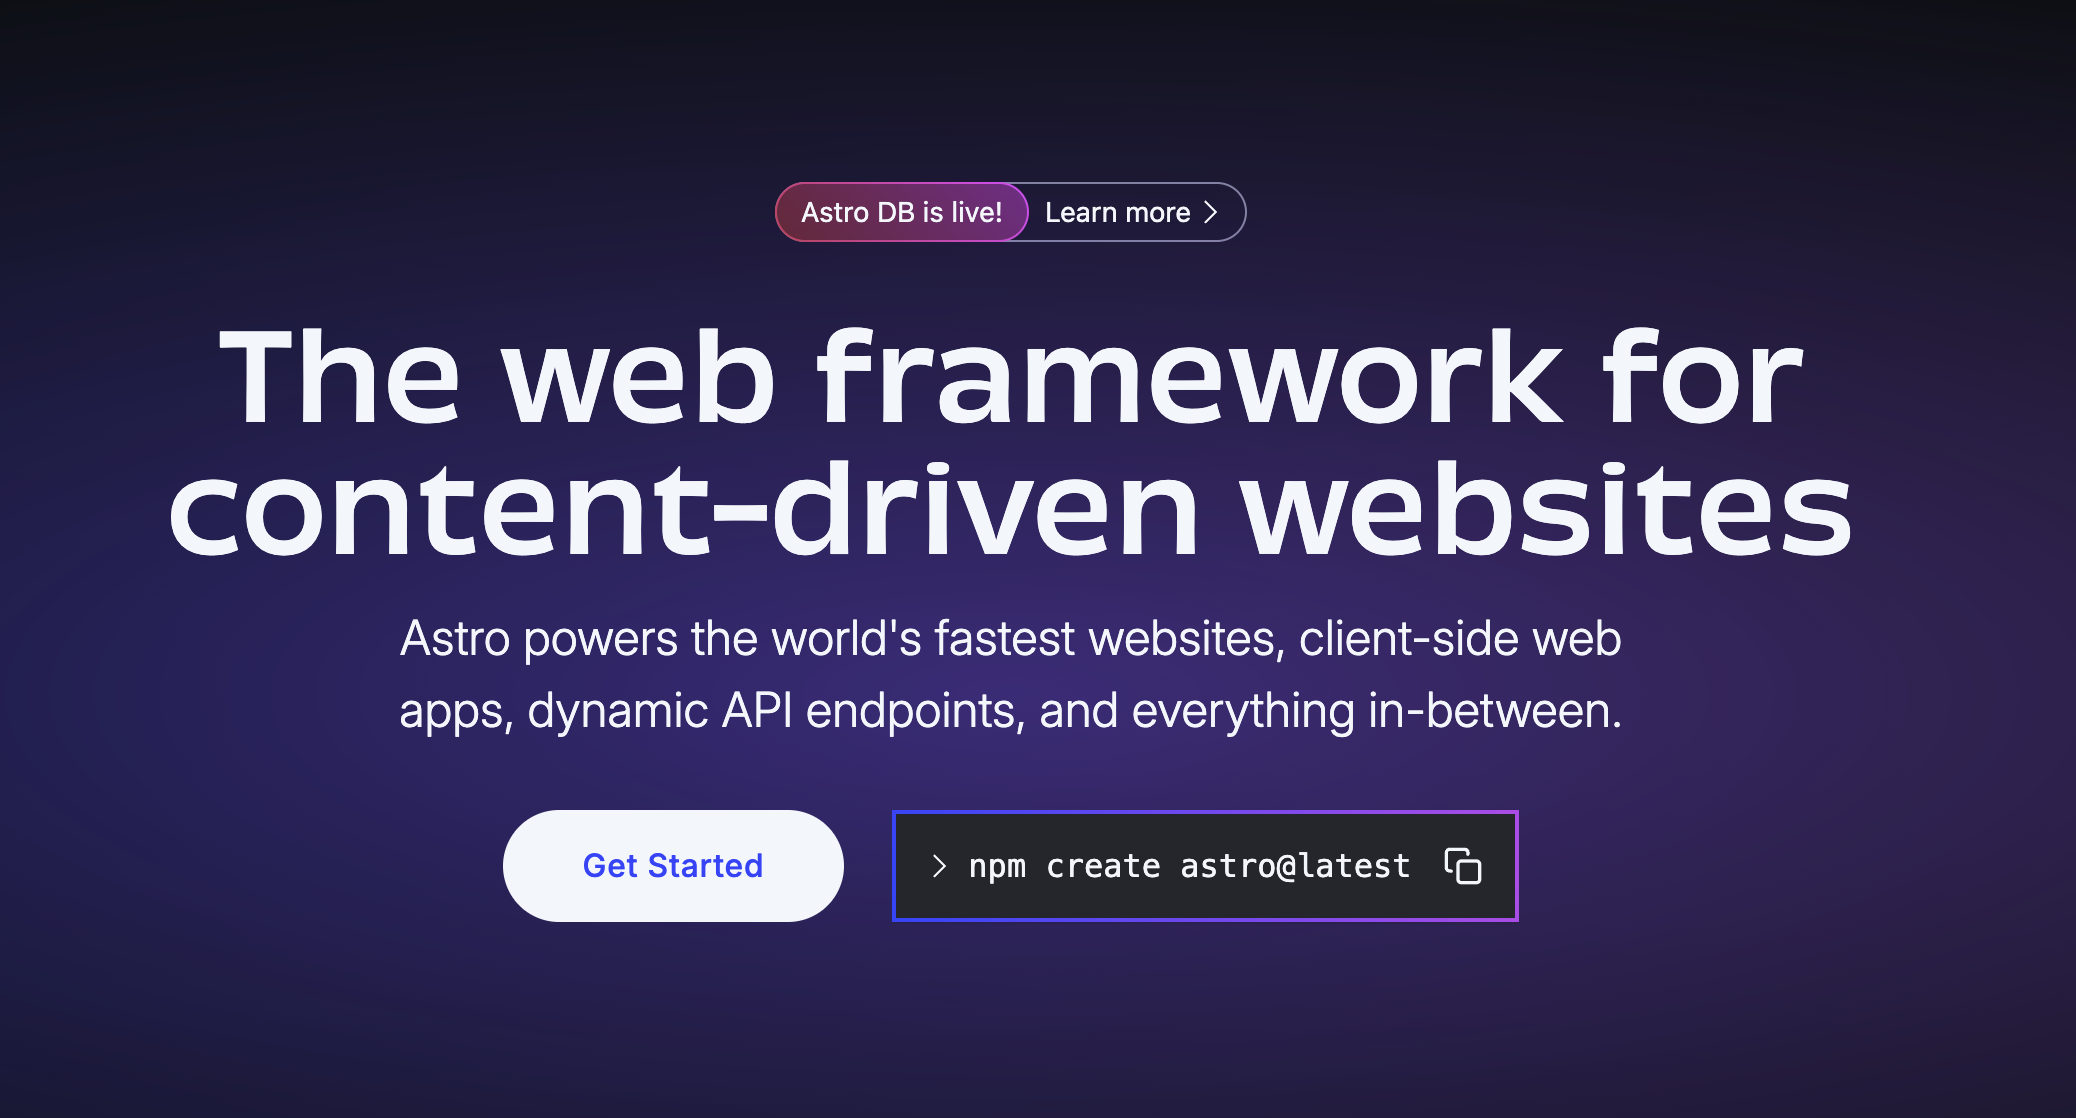 Astro DB is live! Learn more
The web framework for
content-driven websites
Astro powers the world's fastest websites, client-side web
apps, dynamic API endpoints, and everything in-between.
Get Started
> npm create astro@latest